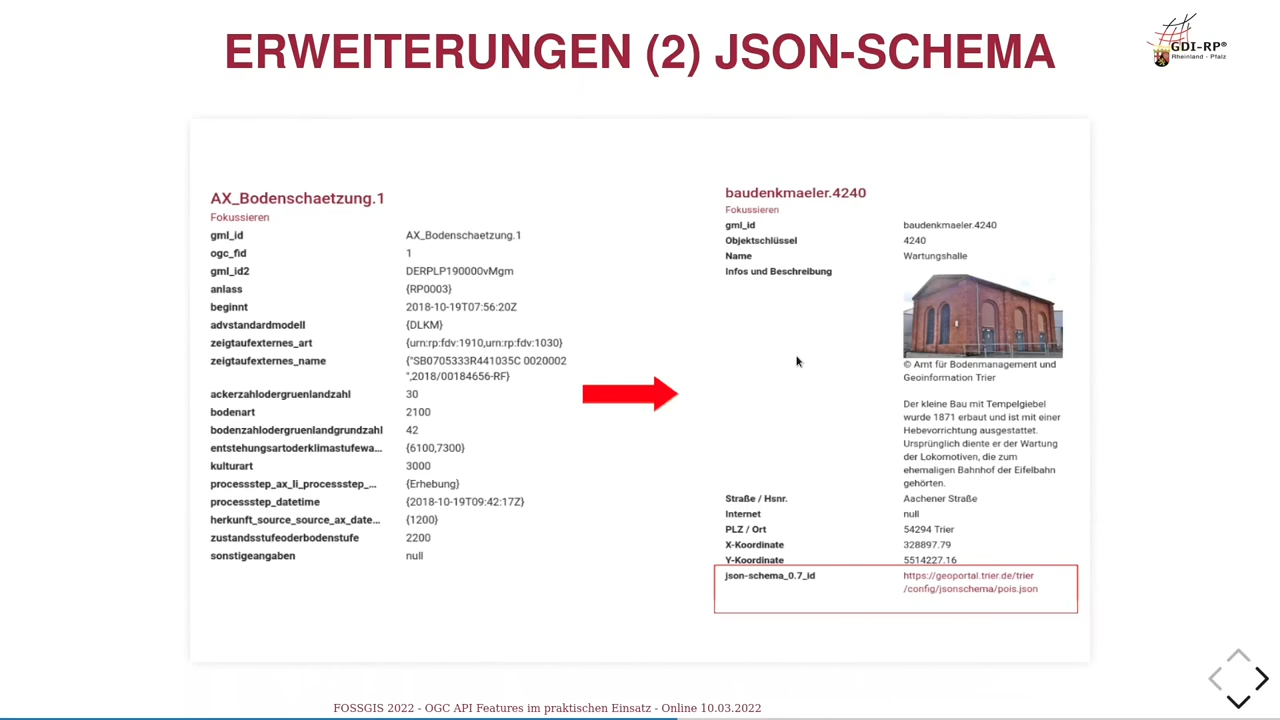 ERWEITERUNGEN (2) JSON-SCHEMA
GDI-RP®
Rheinland - Pfalz
AX_Bodenschaetzung.1
Fokussieren
gml_id AX_Bodenschaetzung.1
ogc_fid 1
gml_id2 DERPLP190000vMgm
anlass {RP0003}
beginnt 2018-10-19T07:56:20Z
advstandardmodell {DLKM}
zeigtaufexternes_art {urn:rp:fdv:1910,urn:rp:fdv:1030}
zeigtaufexternes_name {"SB0705333R441035C 0020002
",2018/00184656-RF}
ackerzahlodergruenlandzahl 30
bodenart 2100
bodenzahlodergruenlandgrundzahl 42
entstehungsartoderklimastufewa... {6100,7300}
kulturart 3000
processstep_ax_li_processstep_... {Erhebung}
processstep_datetime {2018-10-19T09:42:17Z}
herkunft_source_source_ax_date... {1200}
zustandsstufeoderbodenstufe 2200
sonstigeangaben null
baudenkmaeler.4240
Fokussieren
gml_id baudenkmaeler.4240
Objektschlüssel 4240
Name Wartungshalle
Infos und Beschreibung
© Amt für Bodenmanagement und
Geoinformation Trier
Der kleine Bau mit Tempelgiebel
wurde 1871 erbaut und ist mit einer
Hebevorrichtung ausgestattet.
Ursprünglich diente er der Wartung
der Lokomotiven, die zum
ehemaligen Bahnhof der Eifelbahn
gehörten.
Straße / Hsnr. Aachener Straße
Internet null
PLZ / Ort 54294 Trier
X-Koordinate 328897.79
Y-Koordinate 5514227.16
json-schema_0.7_id https://geoportal.trier.de/trier
/config/jsonschema/pois.json
FOSSGIS 2022 - OGC API Features im praktischen Einsatz - Online 10.03.2022